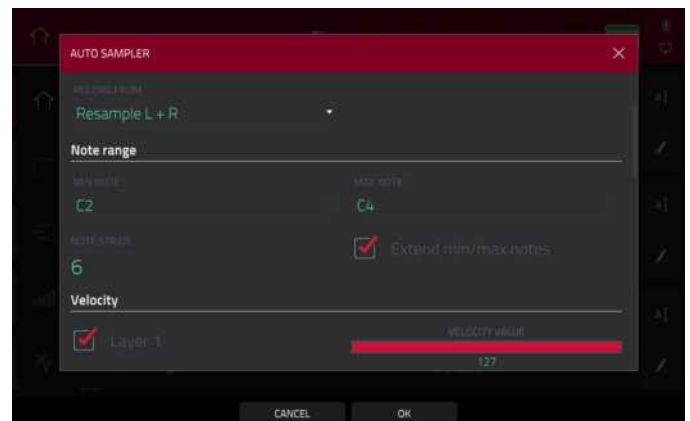 AUTO SAMPLER
RECORD FROM
Resample L + R
Note range
MIN NOTE
MAX NOTE
C2
C4
NOTE STRIDE
Extend min/max notes
6
Velocity
Layer 1
VELOCITY VALUE
127
CANCEL
OK